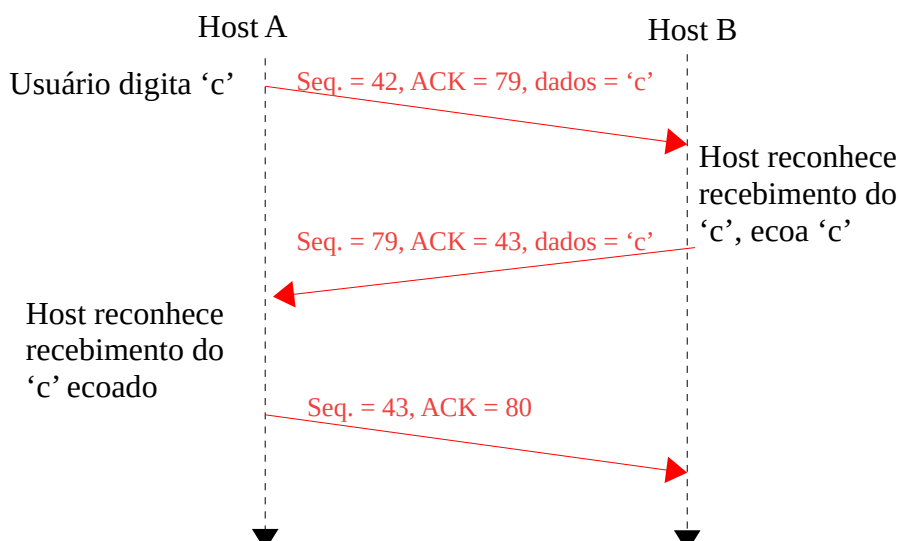 Host A
Host B
Usuário digita ‘c’
Seq. = 42, ACK = 79, dados = ‘c’
Host reconhece
recebimento do
‘c’, ecoa ‘c’
Seq. = 79, ACK = 43, dados = ‘c’
Host reconhece
recebimento do
‘c’ ecoado
Seq. = 43, ACK = 80